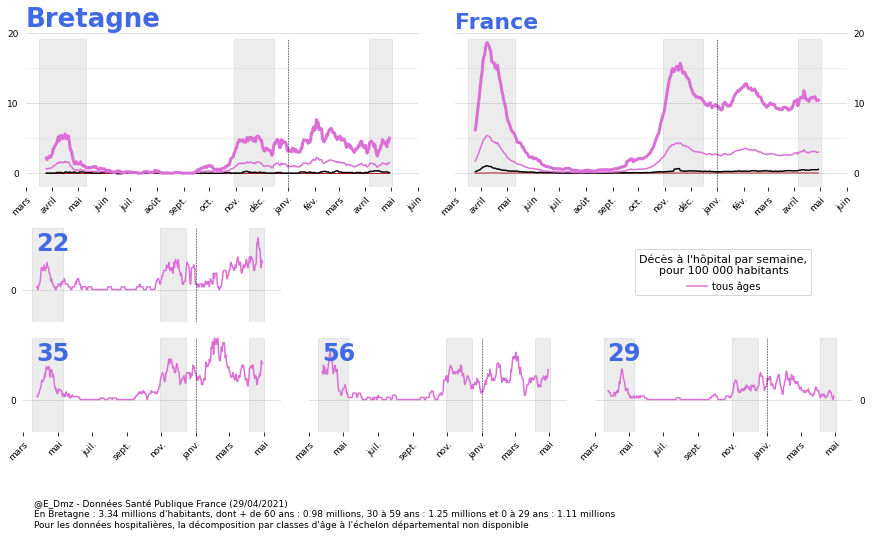 Bretagne
France
20
10
0
mars avril mai juin juil. août sept. oct. nov. déc. janv. fév. mars avril mai juin
20
10
0
mars avril mai juin juil. août sept. oct. nov. déc. janv. fév. mars avril mai juin
22
0
Décès à l'hôpital par semaine,
pour 100 000 habitants
tous âges
35
0
mars mai juil. sept. nov. janv. mars mai
56
mars mai juil. sept. nov. janv. mars mai
29
0
mars mai juil. sept. nov. janv. mars mai
@E_Dmz - Données Santé Publique France (29/04/2021)
En Bretagne : 3.34 millions d'habitants, dont + de 60 ans : 0.98 millions, 30 à 59 ans : 1.25 millions et 0 à 29 ans : 1.11 millions
Pour les données hospitalières, la décomposition par classes d'âge à l'échelon départemental non disponible